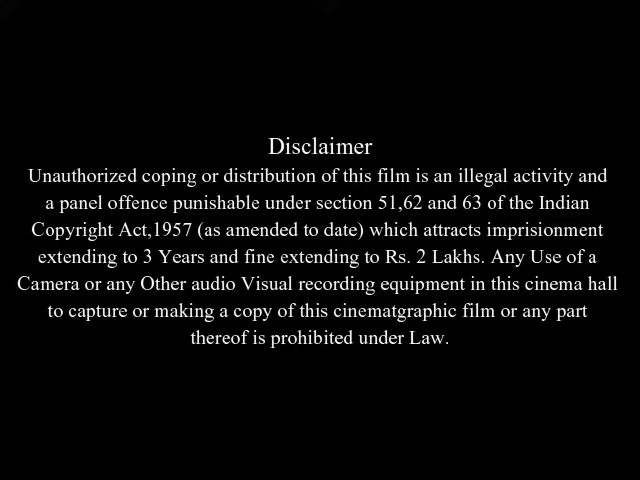 Disclaimer
Unauthorized coping or distribution of this film is an illegal activity and
a panel offence punishable under section 51,62 and 63 of the Indian
Copyright Act,1957 (as amended to date) which attracts imprisionment
extending to 3 Years and fine extending to Rs. 2 Lakhs. Any Use of a
Camera or any Other audio Visual recording equipment in this cinema hall
to capture or making a copy of this cinematgraphic film or any part
thereof is prohibited under Law.